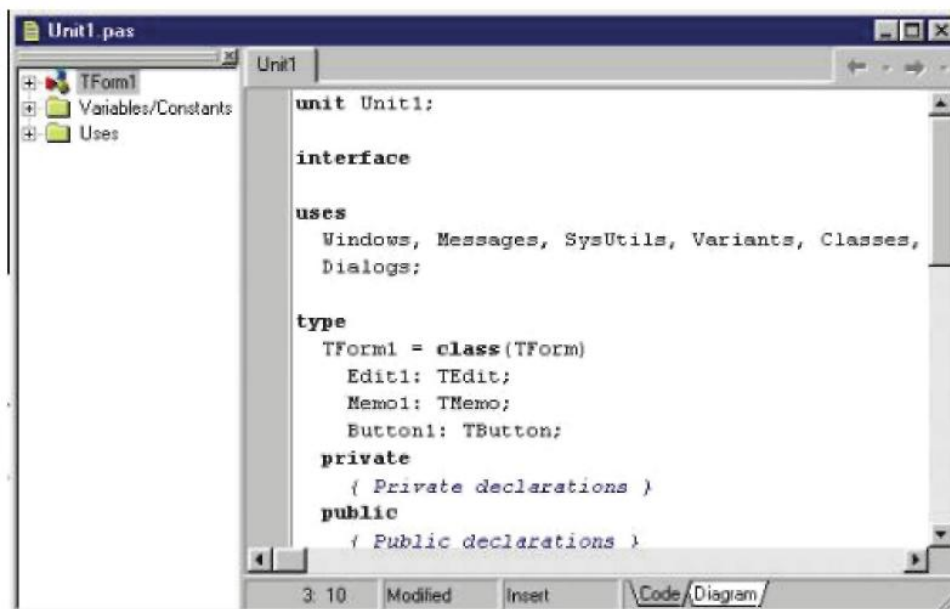 Unit1.pas
TForm1
Variables/Constants
Uses
Unit1
unit Unit1;
interface
uses
Windows, Messages, SysUtils, Variants, Classes,
Dialogs;
type
TForm1 = class(TForm)
Edit1: TEdit;
Memo1: TMemo;
Button1: TButton;
private
{ Private declarations }
public
{ Public declarations }
3: 10 Modified Insert Code Diagram